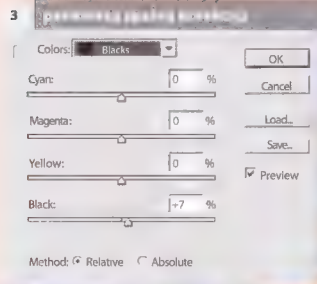 3
Colors: Blacks
OK
Cyan: 0 %
Cancel
Magenta: 0 %
Load...
Save...
Yellow: 0 %
Preview
Black: +7 %
Method: Relative Absolute